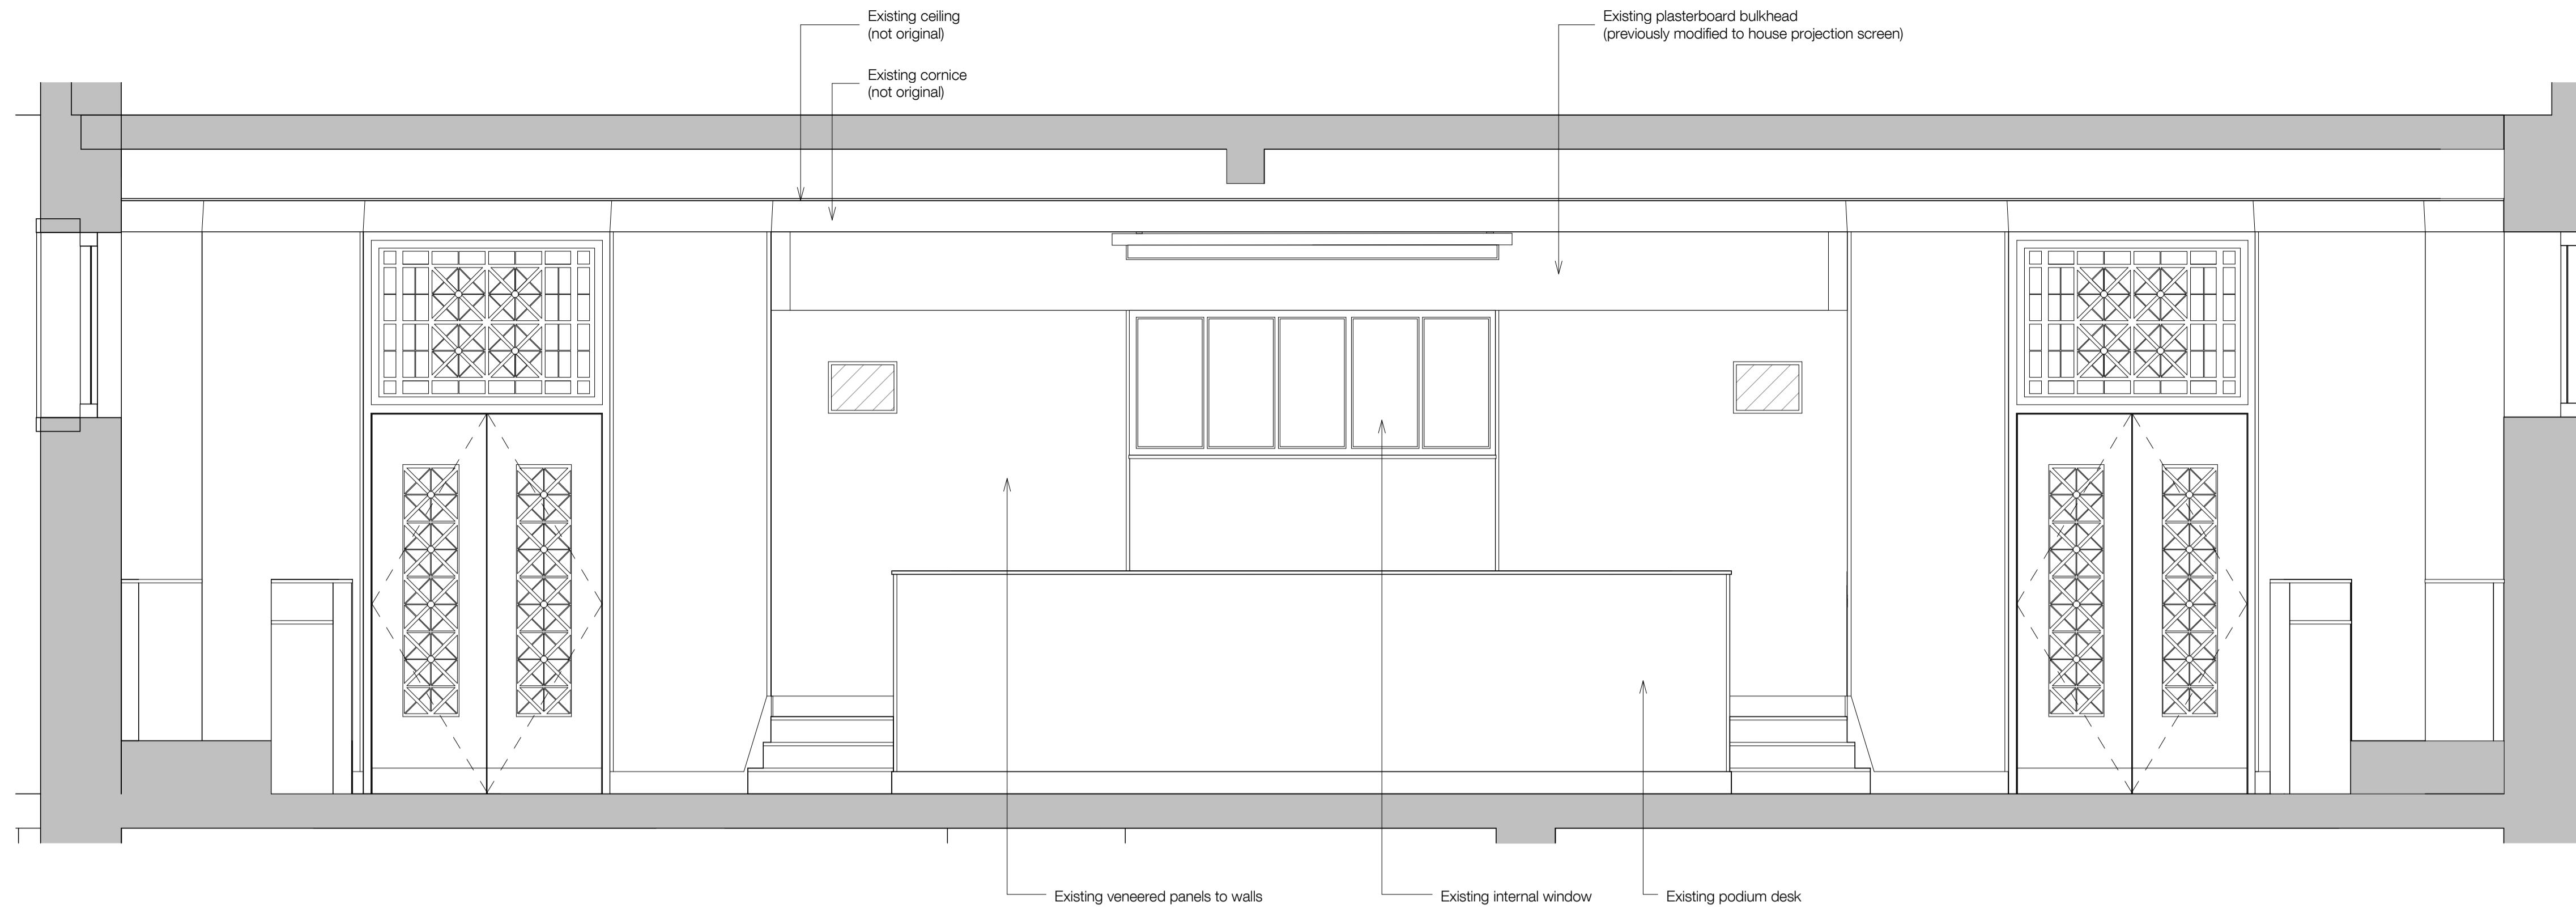 Existing ceiling
(not original)
Existing plasterboard bulkhead
(previously modified to house projection screen)
Existing cornice
(not original)
Existing veneered panels to walls
Existing internal window
Existing podium desk